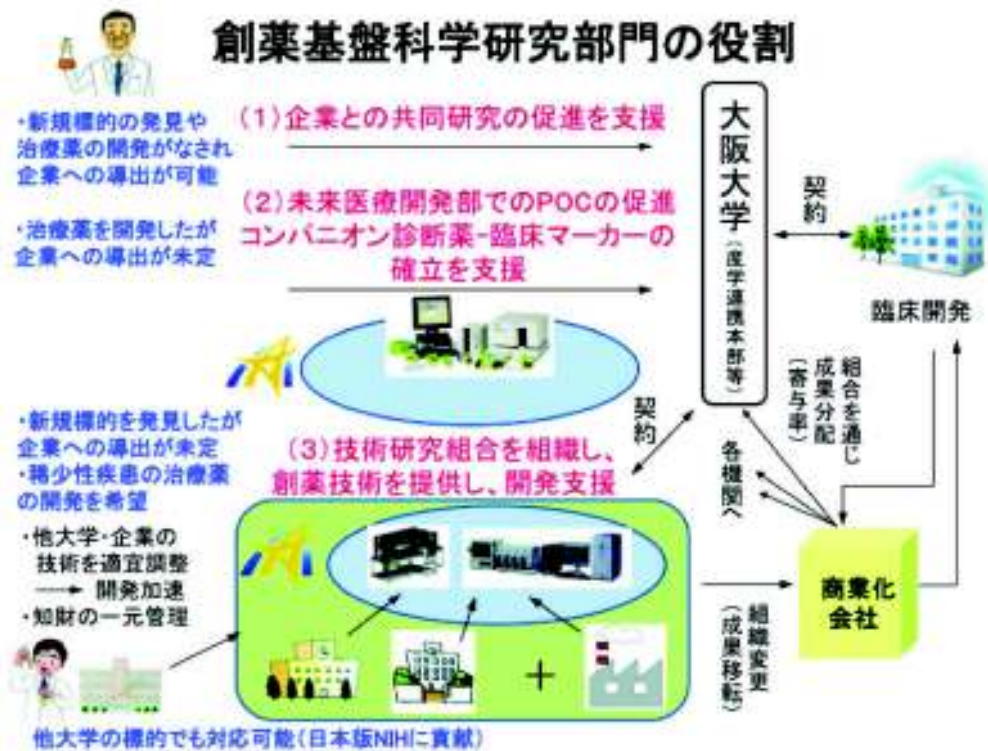 創薬基盤科学研究部門の役割
・新規標的の発見や
治療薬の開発がなされ
企業への導出が可能
(1)企業との共同研究の促進を支援
・治療薬を開発したが
企業への導出が未定
(2)未来医療開発部でのPOCの促進
コンパニオン診断薬-臨床マーカーの
確立を支援
大阪大学(産学連携本部等)
契約
臨床開発
・新規標的を発見したが
企業への導出が未定
・稀少性疾患の治療薬
の開発を希望
(3)技術研究組合を組織し、
創薬技術を提供し、開発支援
契約
各機関へ
組合を通じ
成果分配
(寄与率)
・他大学・企業の
技術を適宜調整
開発加速
・知財の一元管理
+
組織変更
(成果移転)
商業化
会社
他大学の標的でも対応可能(日本版NIHに貢献)